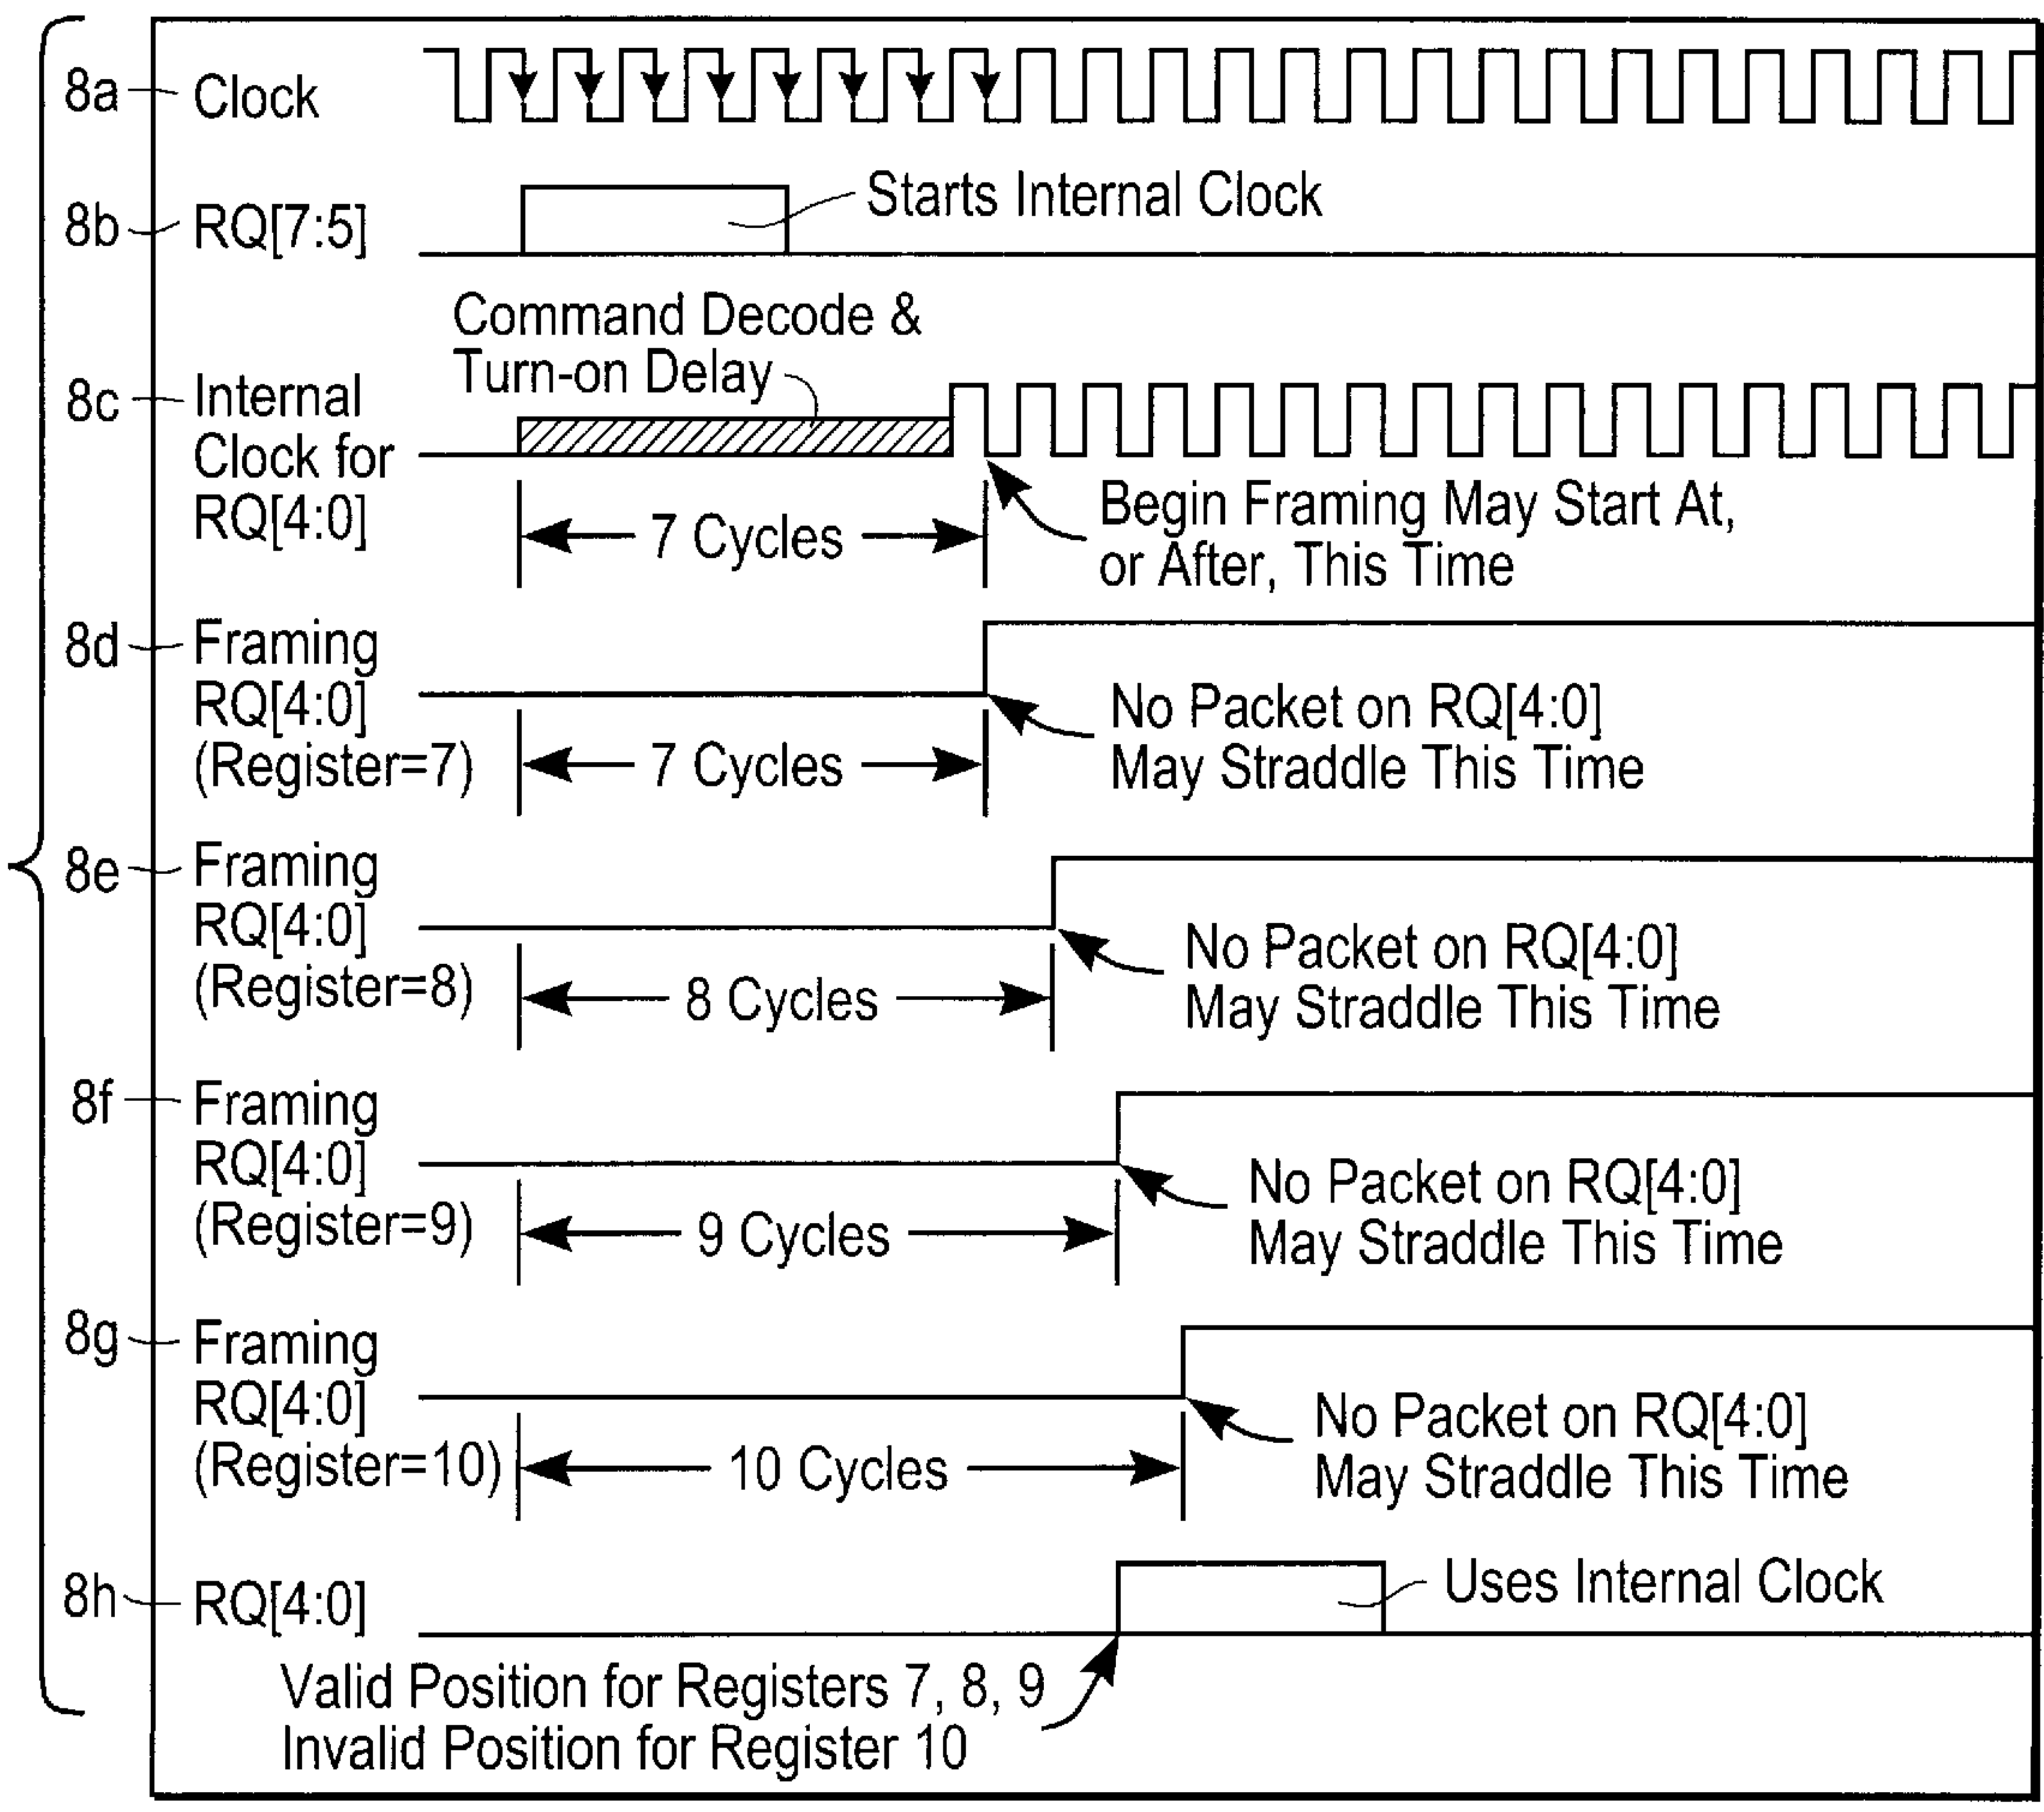 8a Clock
8b RQ[7:5]
Starts Internal Clock
Command Decode &
Turn-on Delay
8c Internal
Clock for
RQ[4:0]
7 Cycles
Begin Framing May Start At,
or After, This Time
8d Framing
RQ[4:0]
(Register=7)
7 Cycles
No Packet on RQ[4:0]
May Straddle This Time
8e Framing
RQ[4:0]
(Register=8)
8 Cycles
No Packet on RQ[4:0]
May Straddle This Time
8f Framing
RQ[4:0]
(Register=9)
9 Cycles
No Packet on RQ[4:0]
May Straddle This Time
8g Framing
RQ[4:0]
(Register=10)
10 Cycles
No Packet on RQ[4:0]
May Straddle This Time
8h RQ[4:0]
Uses Internal Clock
Valid Position for Registers 7, 8, 9
Invalid Position for Register 10